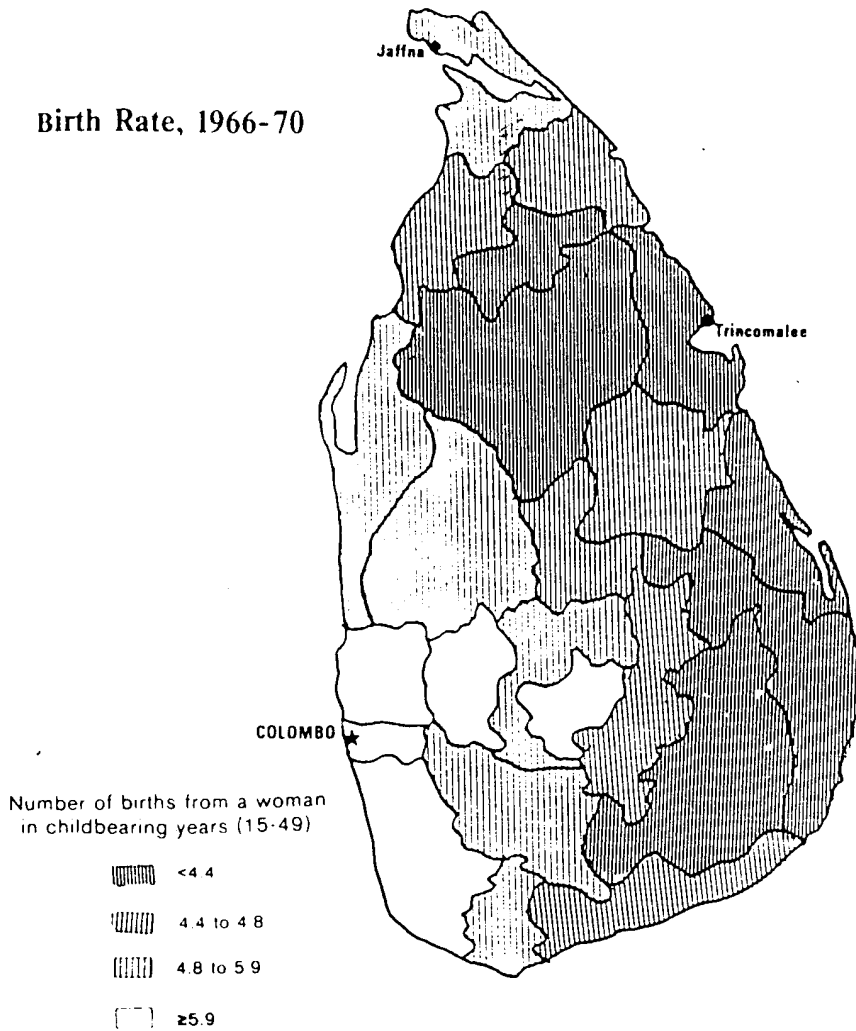 Jaffna
Birth Rate, 1966-70
Trincomalee
COLOMBO
Number of births from a woman
in childbearing years (15-49)
<4.4
4.4 to 4 8
4.8 to 5 9
≥5.9